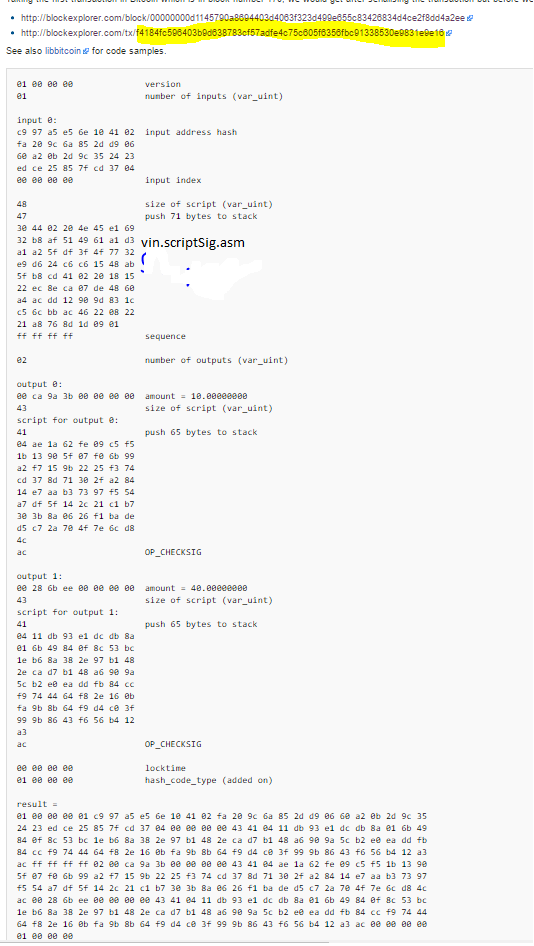 • http://blockexplorer.com/block/00000000d1145790a8694403d4063f323d499e655c83426834d4ce2f8dd4a2ee
• http://blockexplorer.com/tx/f4184fc596403b9d638783cf57adfe4c75c605f6356fbc91338530e9831e9e16
See also libbitcoin for code samples.
01 00 00 00 version
01 number of inputs (var_uint)
input 0:
c9 97 a5 e5 6e 10 41 02 input address hash
fa 20 9c 6a 85 2d d9 06
60 a2 0b 2d 9c 35 24 23
ed ce 25 85 7f cd 37 04
00 00 00 00 input index
48 size of script (var_uint)
47 push 71 bytes to stack
30 44 02 20 4e 45 e1 69
32 b8 af 51 49 61 a1 d3 vin.scriptSig.asm
a1 a2 5f df 3f 4f 77 32
e9 d6 24 c6 c6 15 48 ab
5f b8 cd 41 02 20 18 15
22 ec 8e ca 07 de 48 60
a4 ac dd 12 90 9d 83 1c
c5 6c bb ac 46 22 08 22
21 a8 76 8d 1d 09 01
ff ff ff ff sequence
02 number of outputs (var_uint)
output 0:
00 ca 9a 3b 00 00 00 00 amount = 10.00000000
43 size of script (var_uint)
script for output 0:
41 push 65 bytes to stack
04 ae 1a 62 fe 09 c5 f5
1b 13 90 5f 07 f0 6b 99
a2 f7 15 9b 22 25 f3 74
cd 37 8d 71 30 2f a2 84
14 e7 aa b3 73 97 f5 54
a7 df 5f 14 2c 21 c1 b7
30 3b 8a 06 26 f1 ba de
d5 c7 2a 70 4f 7e 6c d8
4c
ac OP_CHECKSIG
output 1:
00 28 6b ee 00 00 00 00 amount = 40.00000000
43 size of script (var_uint)
script for output 1:
41 push 65 bytes to stack
04 11 db 93 e1 dc db 8a
01 6b 49 84 0f 8c 53 bc
1e b6 8a 38 2e 97 b1 48
2e ca d7 b1 48 a6 90 9a
5c b2 e0 ea dd fb 84 cc
f9 74 44 64 f8 2e 16 0b
fa 9b 8b 64 f9 d4 c0 3f
99 9b 86 43 f6 56 b4 12
a3
ac OP_CHECKSIG
00 00 00 00 locktime
01 00 00 00 hash_code_type (added on)
result =
01 00 00 00 01 c9 97 a5 e5 6e 10 41 02 fa 20 9c 6a 85 2d d9 06 60 a2 0b 2d 9c 35
24 23 ed ce 25 85 7f cd 37 04 00 00 00 00 43 41 04 11 db 93 e1 dc db 8a 01 6b 49
84 0f 8c 53 bc 1e b6 8a 38 2e 97 b1 48 2e ca d7 b1 48 a6 90 9a 5c b2 e0 ea dd fb
84 cc f9 74 44 64 f8 2e 16 0b fa 9b 8b 64 f9 d4 c0 3f 99 9b 86 43 f6 56 b4 12 a3
ac ff ff ff ff 02 00 ca 9a 3b 00 00 00 00 43 41 04 ae 1a 62 fe 09 c5 f5 1b 13 90
5f 07 f0 6b 99 a2 f7 15 9b 22 25 f3 74 cd 37 8d 71 30 2f a2 84 14 e7 aa b3 73 97
f5 54 a7 df 5f 14 2c 21 c1 b7 30 3b 8a 06 26 f1 ba de d5 c7 2a 70 4f 7e 6c d8 4c
ac 00 28 6b ee 00 00 00 00 43 41 04 11 db 93 e1 dc db 8a 01 6b 49 84 0f 8c 53 bc
1e b6 8a 38 2e 97 b1 48 2e ca d7 b1 48 a6 90 9a 5c b2 e0 ea dd fb 84 cc f9 74 44
64 f8 2e 16 0b fa 9b 8b 64 f9 d4 c0 3f 99 9b 86 43 f6 56 b4 12 a3 ac 00 00 00 00
01 00 00 00